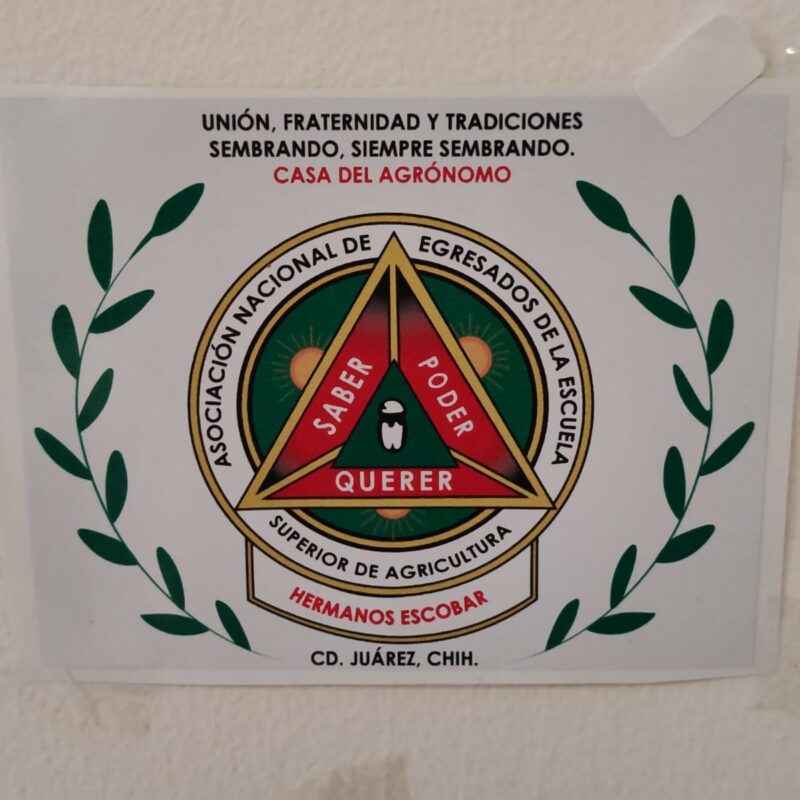 UNIÓN, FRATERNIDAD Y TRADICIONES
SEMBRANDO, SIEMPRE SEMBRANDO.
CASA DEL AGRÓNOMO
ASOCIACIÓN NACIONAL DE EGRESADOS DE LA ESCUELA
SABER
PODER
QUERER
SUPERIOR DE AGRICULTURA
HERMANOS ESCOBAR
CD. JUÁREZ, CHIH.